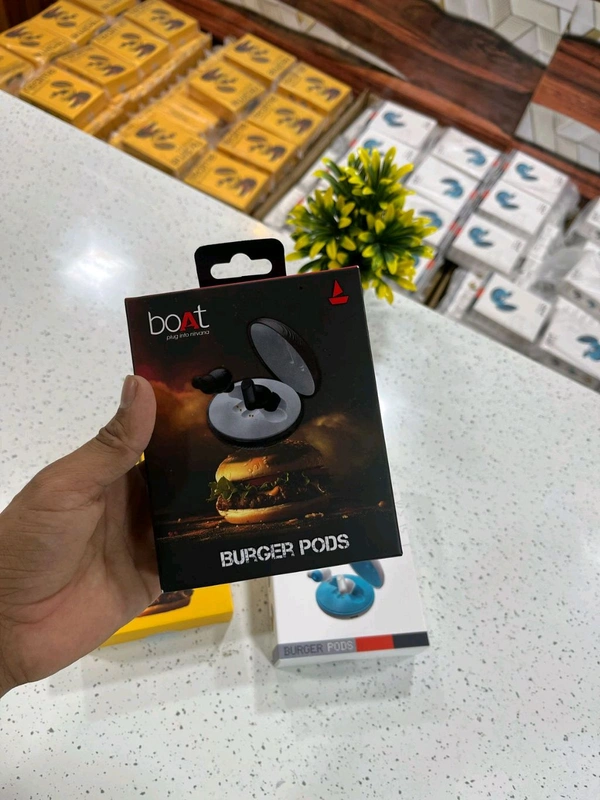 boAt
plug into nirvana
BURGER PODS
BURGER PODS